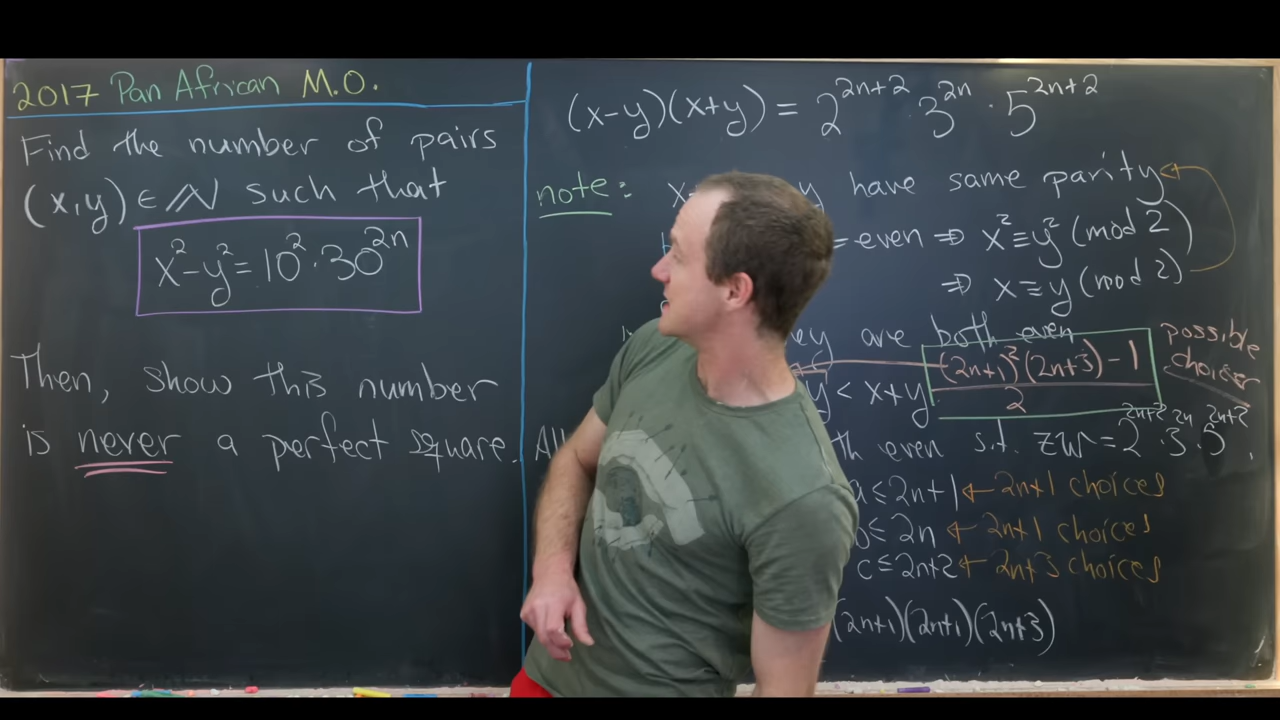 2017 Pan African M.O.
Find the number of pairs
(x,y) ∈ ℕ such that
x² - y² = 10² · 30²ⁿ
Then, show this number
is never a perfect square.
(x-y)(x+y) = 2²ⁿ⁺² · 3²ⁿ · 5²ⁿ⁺²
note: x y have same parity
= even ⇒ x² ≡ y² (mod 2)
⇒ x ≡ y (mod 2)
are both even
y < x+y
((2n+1)²(2n+3) - 1)/2
possible
choices
even s.t. zw = 2²ⁿ⁺² · 3²ⁿ · 5²ⁿ⁺²,
a ≤ 2n+1 ← 2n+1 choices
b ≤ 2n ← 2n+1 choices
c ≤ 2n+2 ← 2n+3 choices
(2n+1)(2n+1)(2n+3)